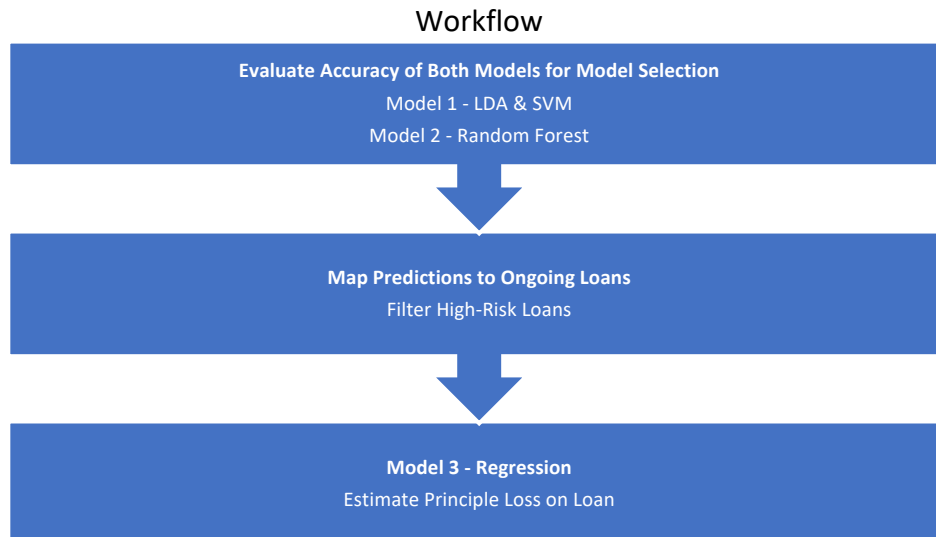 Workflow
Evaluate Accuracy of Both Models for Model Selection
Model 1 - LDA & SVM
Model 2 - Random Forest
Map Predictions to Ongoing Loans
Filter High-Risk Loans
Model 3 - Regression
Estimate Principle Loss on Loan